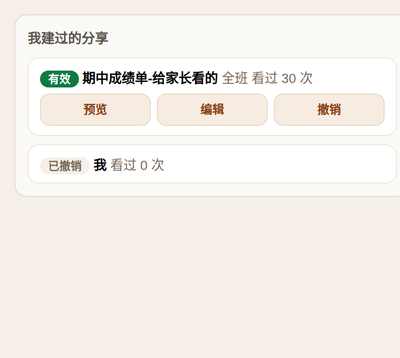 我建过的分享
有效 期中成绩单-给家长看的 全班 看过 30 次
预览 编辑 撤销
已撤销 我 看过 0 次